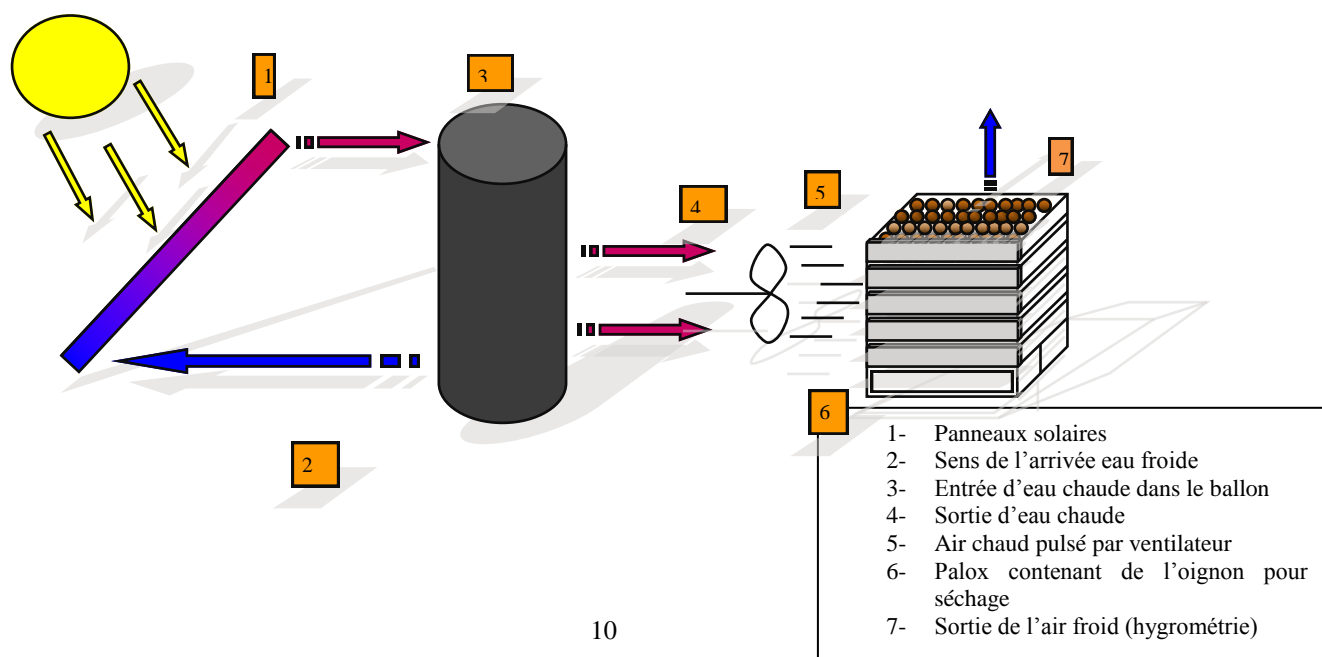 1
3
7
5
4
6
2
1- Panneaux solaires
2- Sens de l’arrivée eau froide
3- Entrée d’eau chaude dans le ballon
4- Sortie d’eau chaude
5- Air chaud pulsé par ventilateur
6- Palox contenant de l’oignon pour
séchage
7- Sortie de l’air froid (hygrométrie)
10